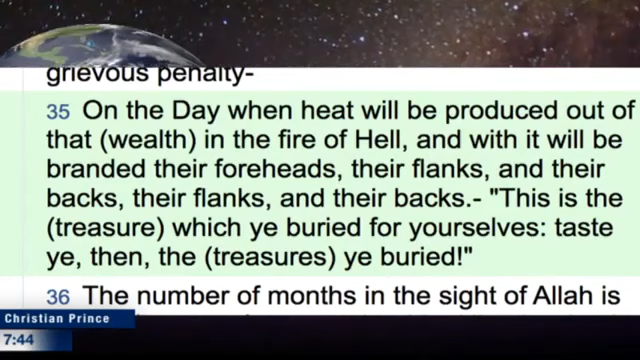 grievous penalty-
35 On the Day when heat will be produced out of
that (wealth) in the fire of Hell, and with it will be
branded their foreheads, their flanks, and their
backs, their flanks, and their backs.- "This is the
(treasure) which ye buried for yourselves: taste
ye, then, the (treasures) ye buried!"
36 The number of months in the sight of Allah is
Christian Prince
7:44